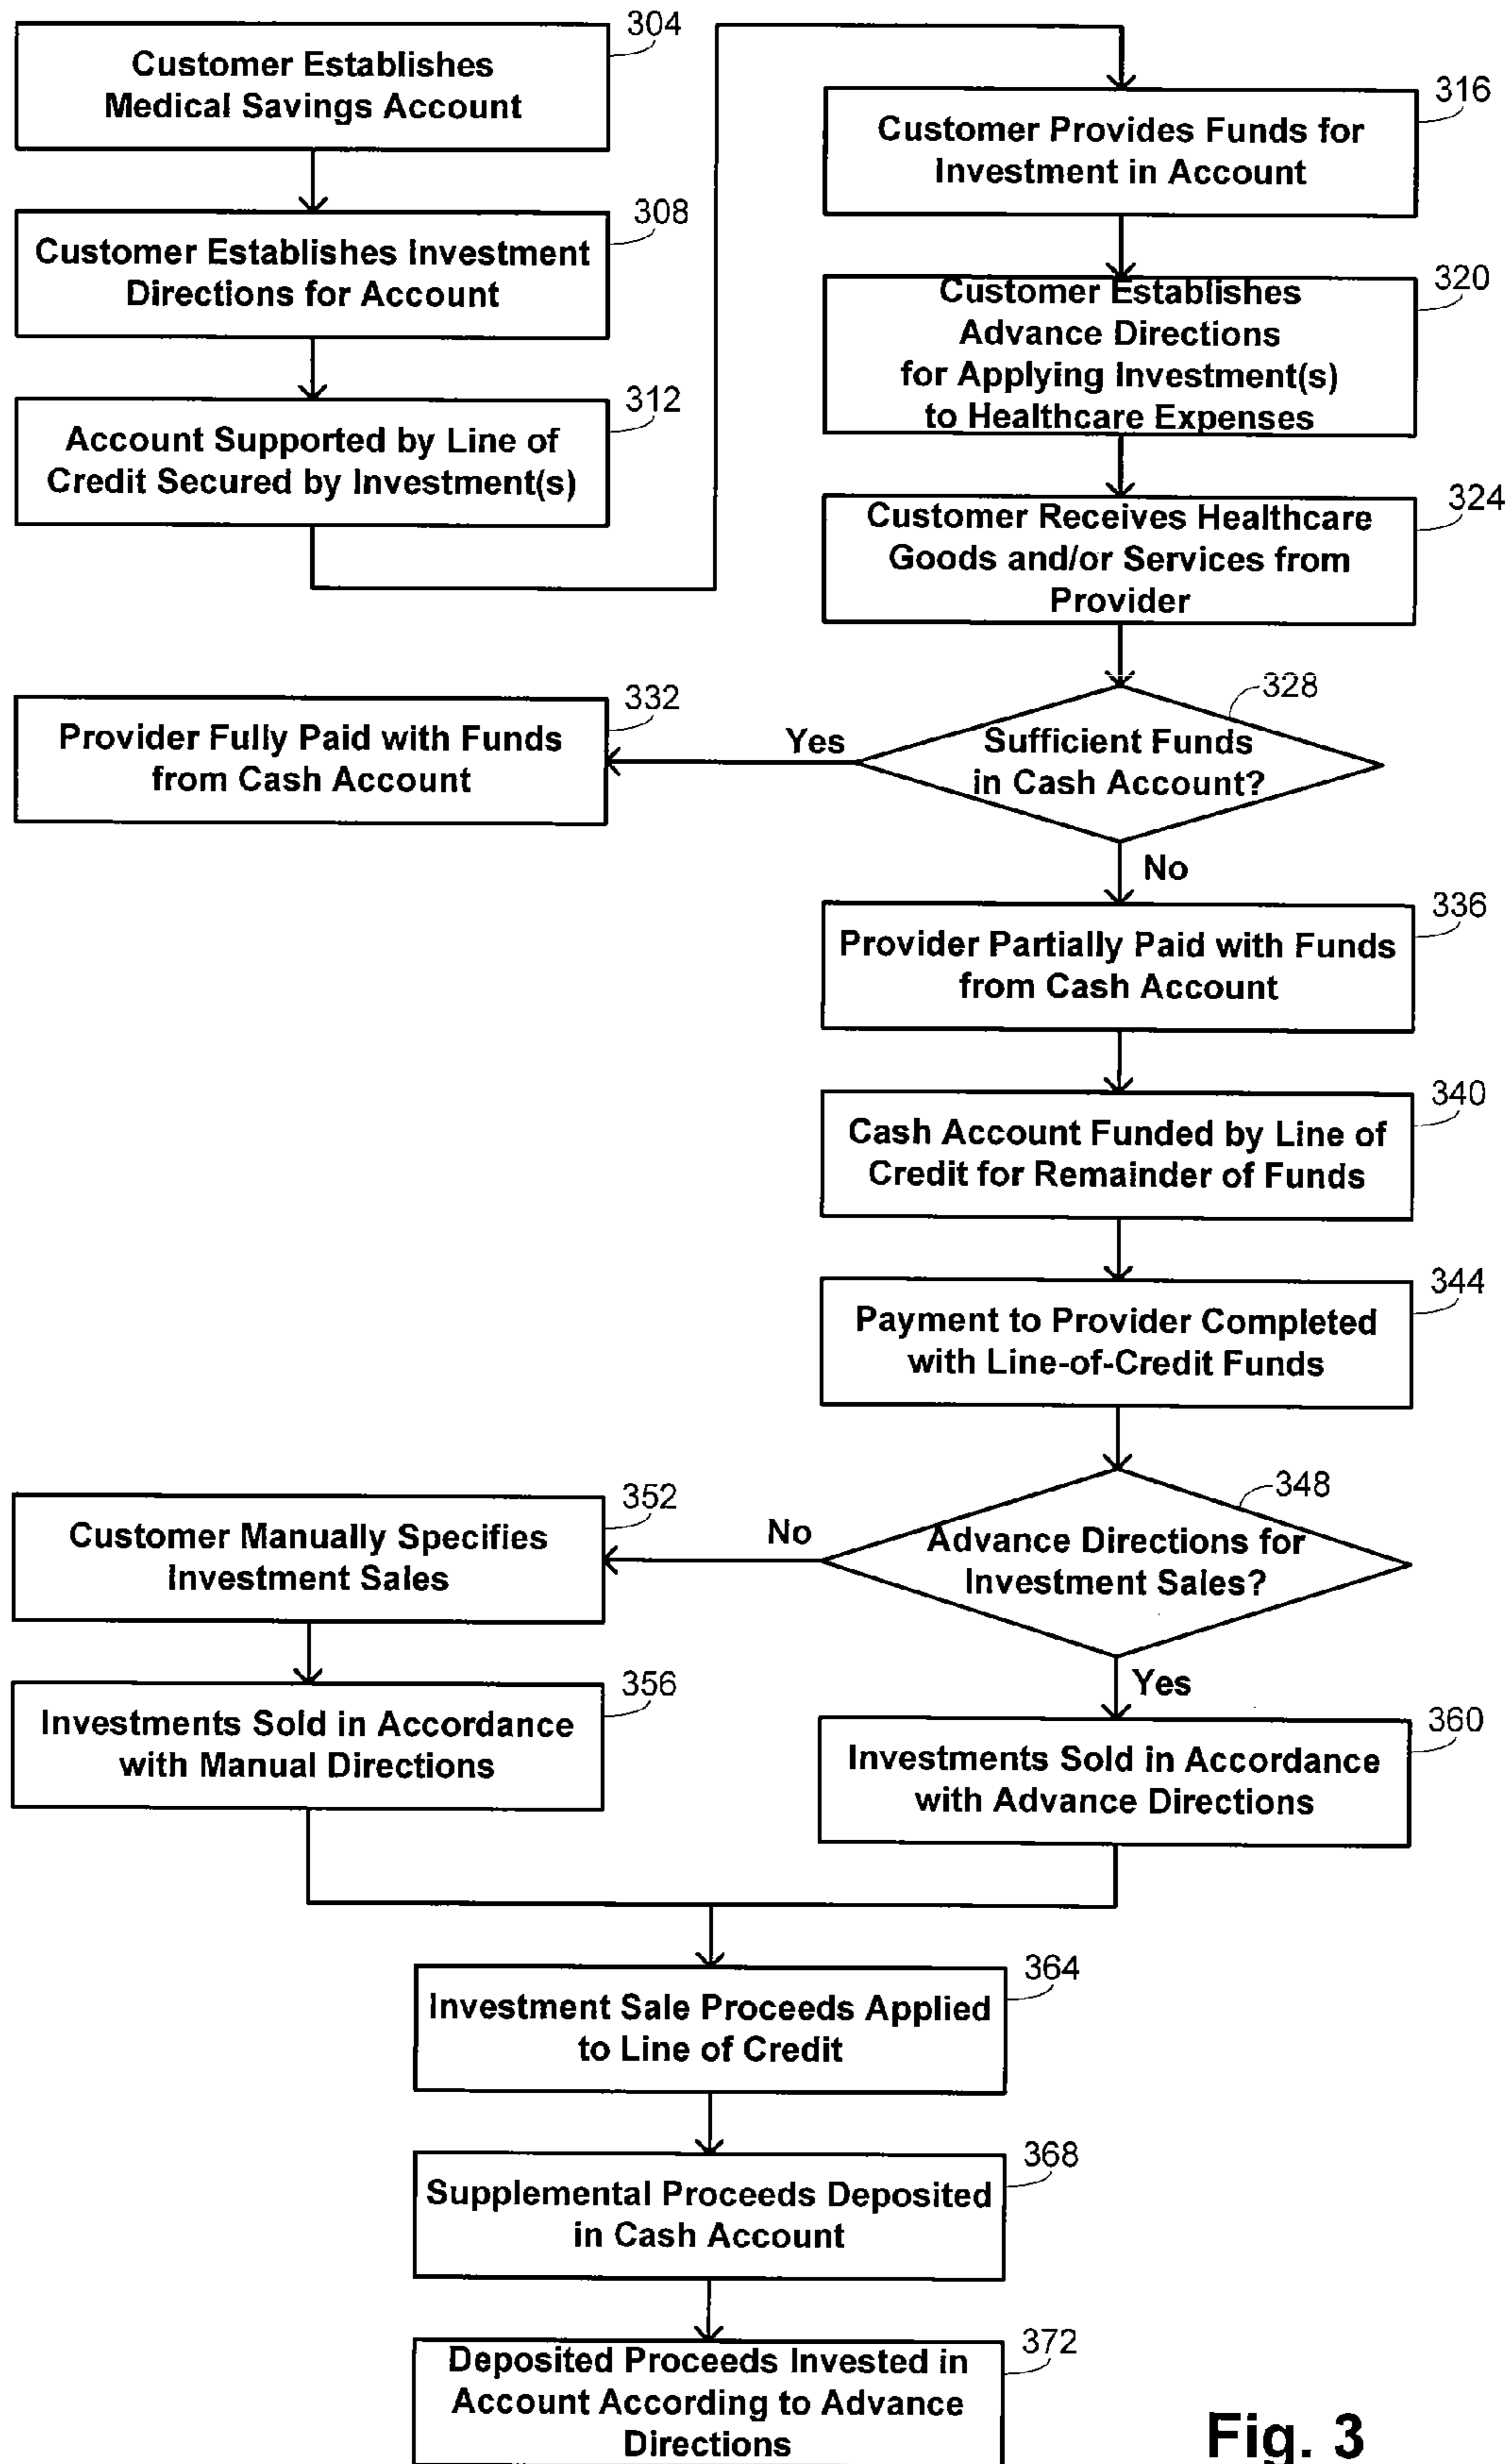 304
Customer Establishes
Medical Savings Account
308
Customer Establishes Investment
Directions for Account
312
Account Supported by Line of
Credit Secured by Investment(s)
316
Customer Provides Funds for
Investment in Account
320
Customer Establishes
Advance Directions
for Applying Investment(s)
to Healthcare Expenses
324
Customer Receives Healthcare
Goods and/or Services from
Provider
328
Sufficient Funds
in Cash Account?
Yes
332
Provider Fully Paid with Funds
from Cash Account
No
336
Provider Partially Paid with Funds
from Cash Account
340
Cash Account Funded by Line of
Credit for Remainder of Funds
344
Payment to Provider Completed
with Line-of-Credit Funds
348
Advance Directions for
Investment Sales?
No
352
Customer Manually Specifies
Investment Sales
356
Investments Sold in Accordance
with Manual Directions
Yes
360
Investments Sold in Accordance
with Advance Directions
364
Investment Sale Proceeds Applied
to Line of Credit
368
Supplemental Proceeds Deposited
in Cash Account
372
Deposited Proceeds Invested in
Account According to Advance
Directions
Fig. 3